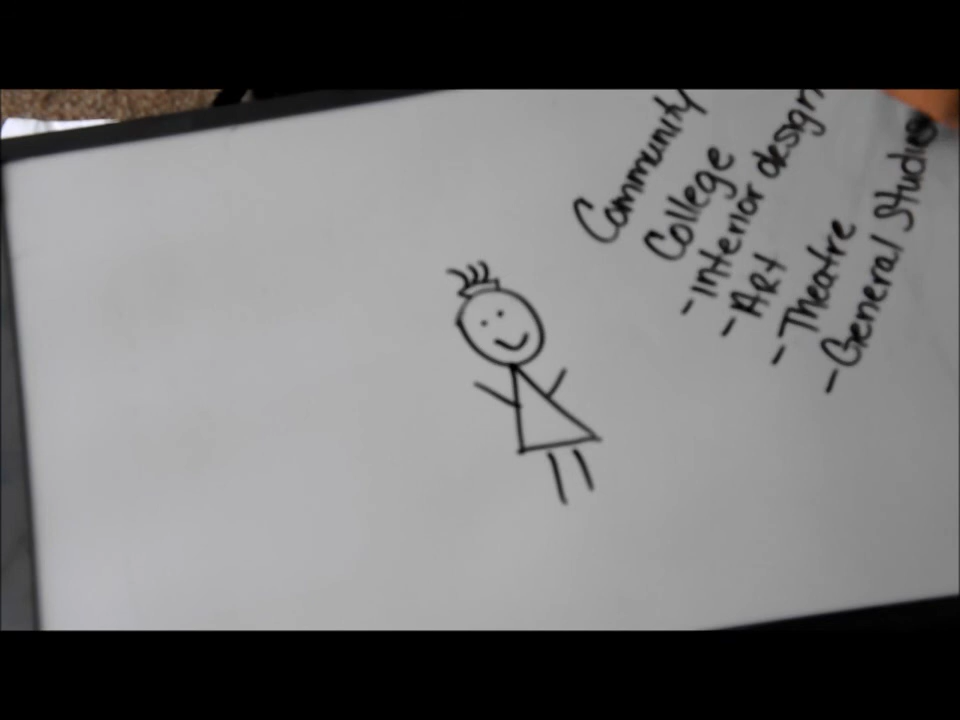 Community
College
- Interior design
- ARt
- Theatre
- General Studies